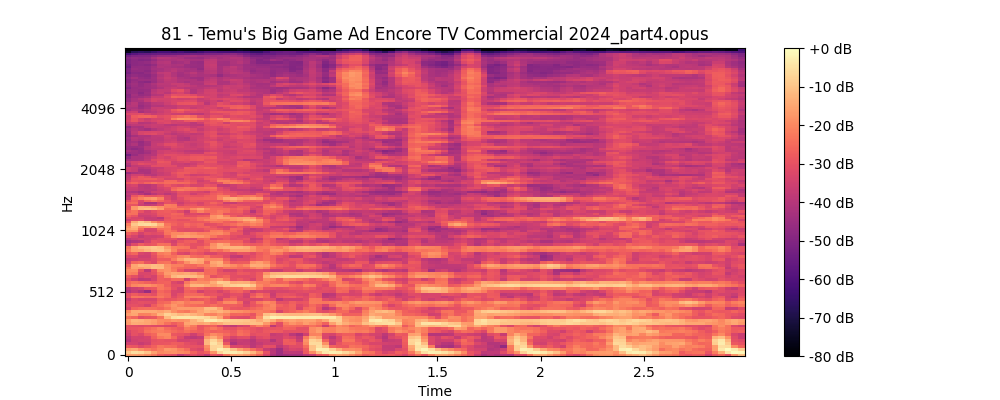 81 - Temu's Big Game Ad Encore TV Commercial 2024_part4.opus
Hz
4096
2048
1024
512
0
0
0.5
1
1.5
2
2.5
Time
+0 dB
-10 dB
-20 dB
-30 dB
-40 dB
-50 dB
-60 dB
-70 dB
-80 dB